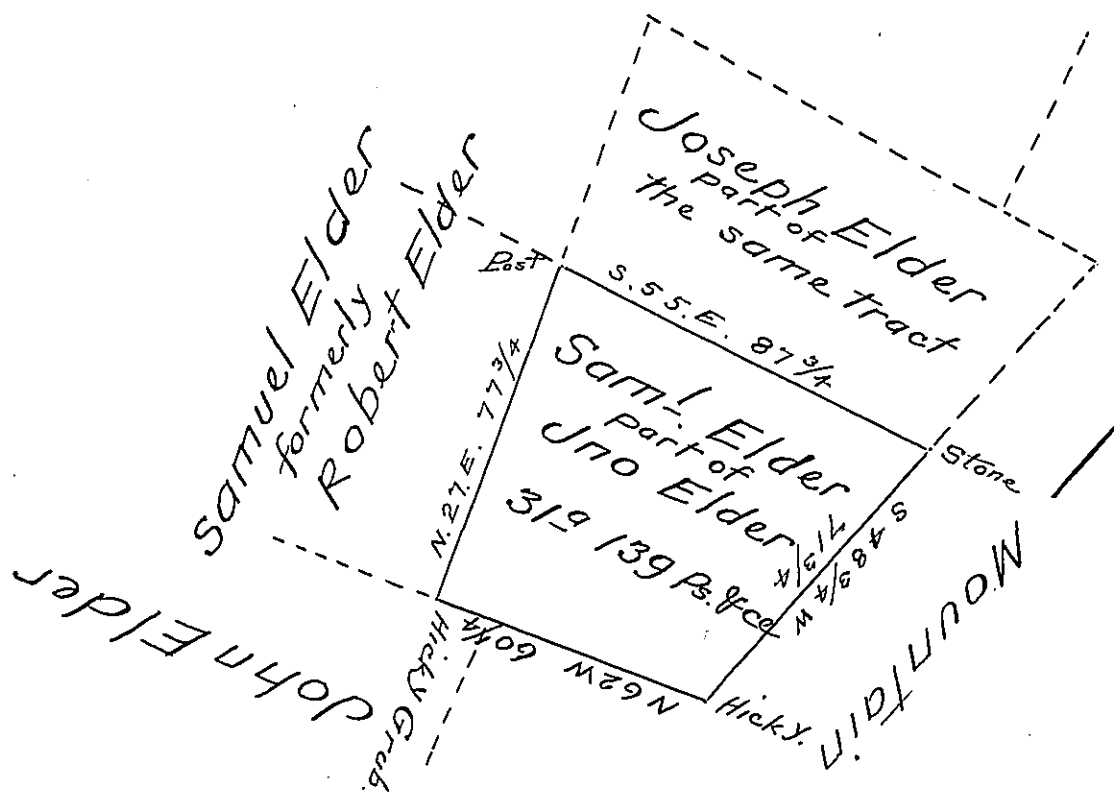 Joseph Elder
part of
the same tract
Samuel Elder
formerly
Robert Elder
Post
S. 55. E. 87 3/4
N. 27. E. 77 3/4
Sam! Elder
part of
Jno Elder
31a 139 Ps. &ca
Stone
S 48 3/4 W
71 3/4
Mountain
John Elder
Hicky Grub.
N 62 W 60 1/4
Hicky.